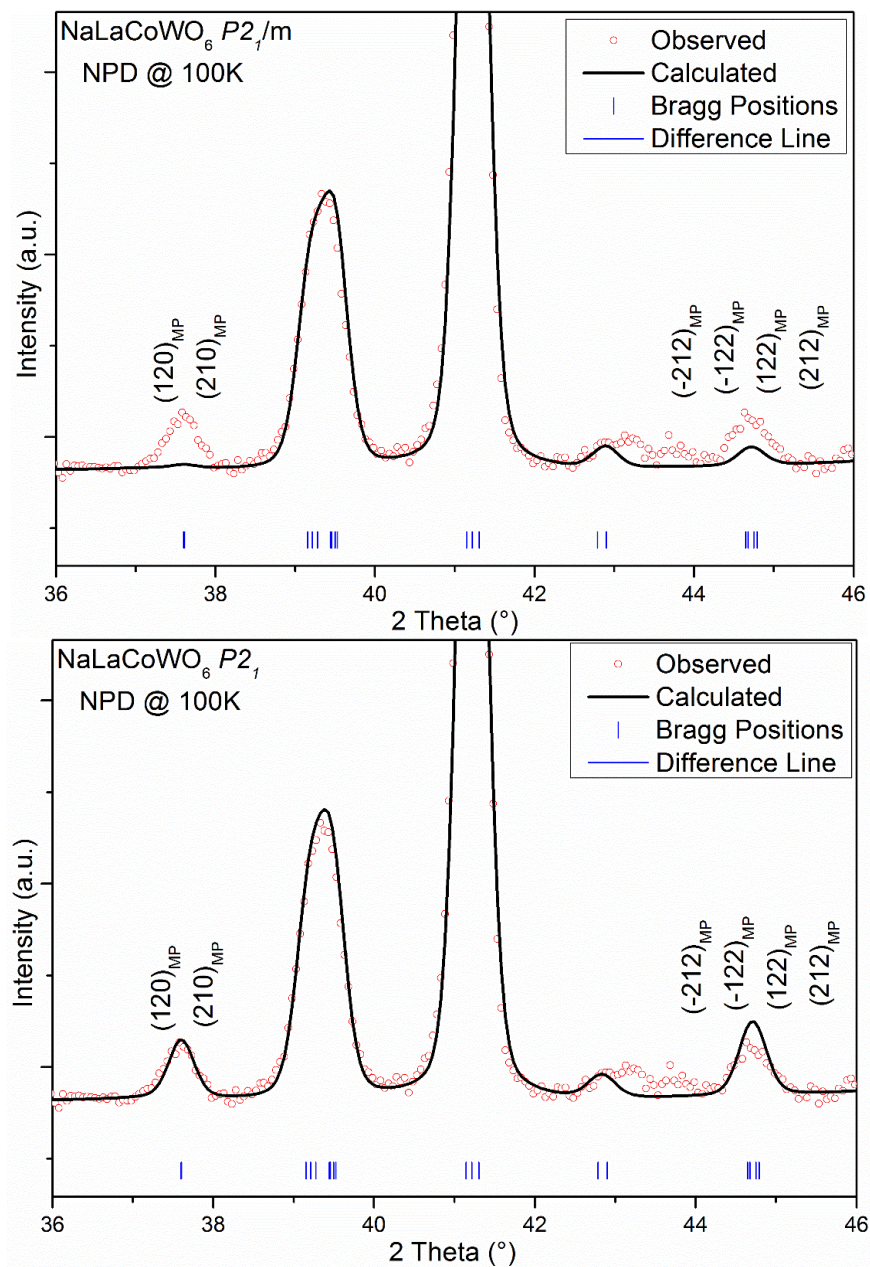 NaLaCoWO₆ P2₁/m
NPD @ 100K
Observed
Calculated
Bragg Positions
Difference Line
Intensity (a.u.)
(120)MP
(210)MP
(-212)MP
(-122)MP
(122)MP
(212)MP
36 38 40 42 44 46
2 Theta (°)
NaLaCoWO₆ P2₁
NPD @ 100K
Observed
Calculated
Bragg Positions
Difference Line
Intensity (a.u.)
(120)MP
(210)MP
(-212)MP
(-122)MP
(122)MP
(212)MP
36 38 40 42 44 46
2 Theta (°)